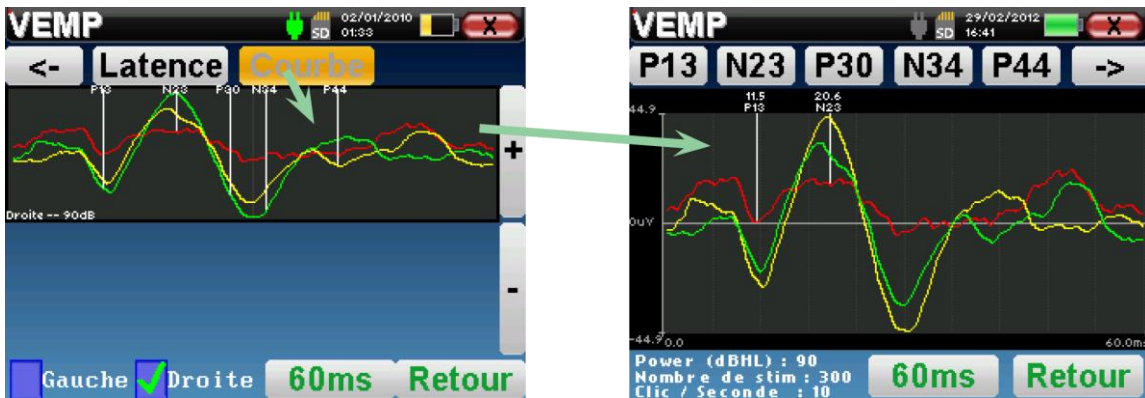 VEMP
SD
02/01/2010
01:33
X
<-
Latence
Courbe
P13 N23 P30 N34 P44
+
Droite -- 90dB
-
Gauche
Droite
60ms
Retour
VEMP
SD
29/02/2012
16:41
X
P13
N23
P30
N34
P44
->
11.5 20.6
P13 N23
44.9
0uV
-44.9
0.0
60.0ms
Power (dBHL) : 90
Nombre de stim : 300
Clic / Seconde : 10
60ms
Retour